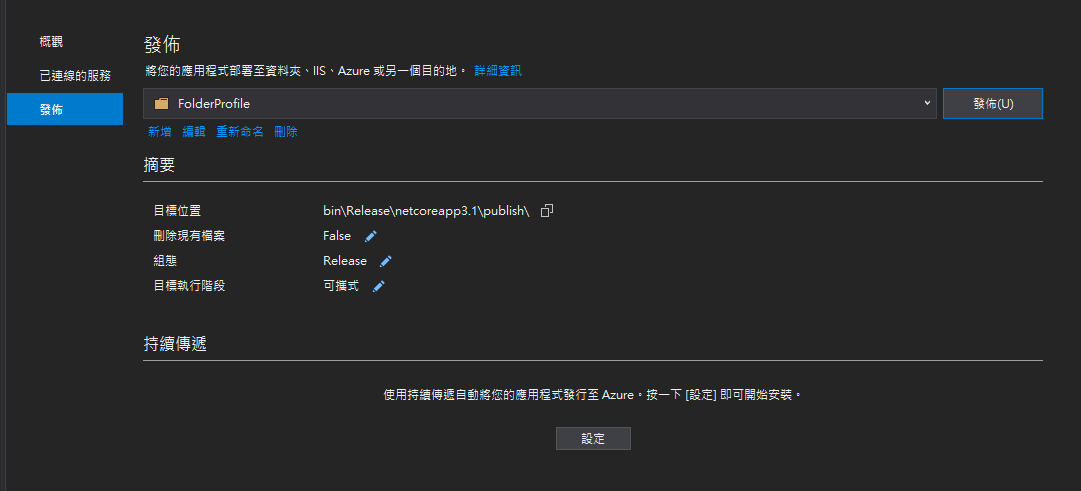 概觀
已連線的服務
發佈
發佈
將您的應用程式部署至資料夾、IIS、Azure 或另一個目的地。 詳細資訊
FolderProfile
發佈(U)
新增 編輯 重新命名 刪除
摘要
目標位置 bin\Release\netcoreapp3.1\publish\
刪除現有檔案 False
組態 Release
目標執行階段 可攜式
持續傳遞
使用持續傳遞自動將您的應用程式發行至 Azure。按一下 [設定] 即可開始安裝。
設定